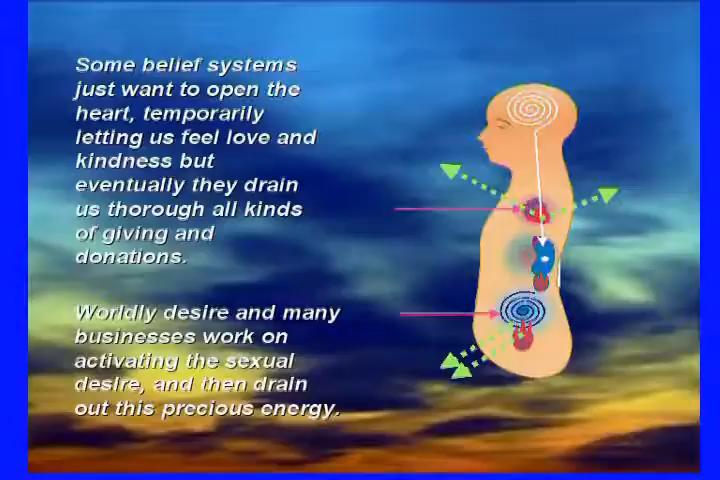 Some belief systems
just want to open the
heart, temporarily
letting us feel love and
kindness but
eventually they drain
us thorough all kinds
of giving and
donations.
Worldly desire and many
businesses work on
activating the sexual
desire, and then drain
out this precious energy.